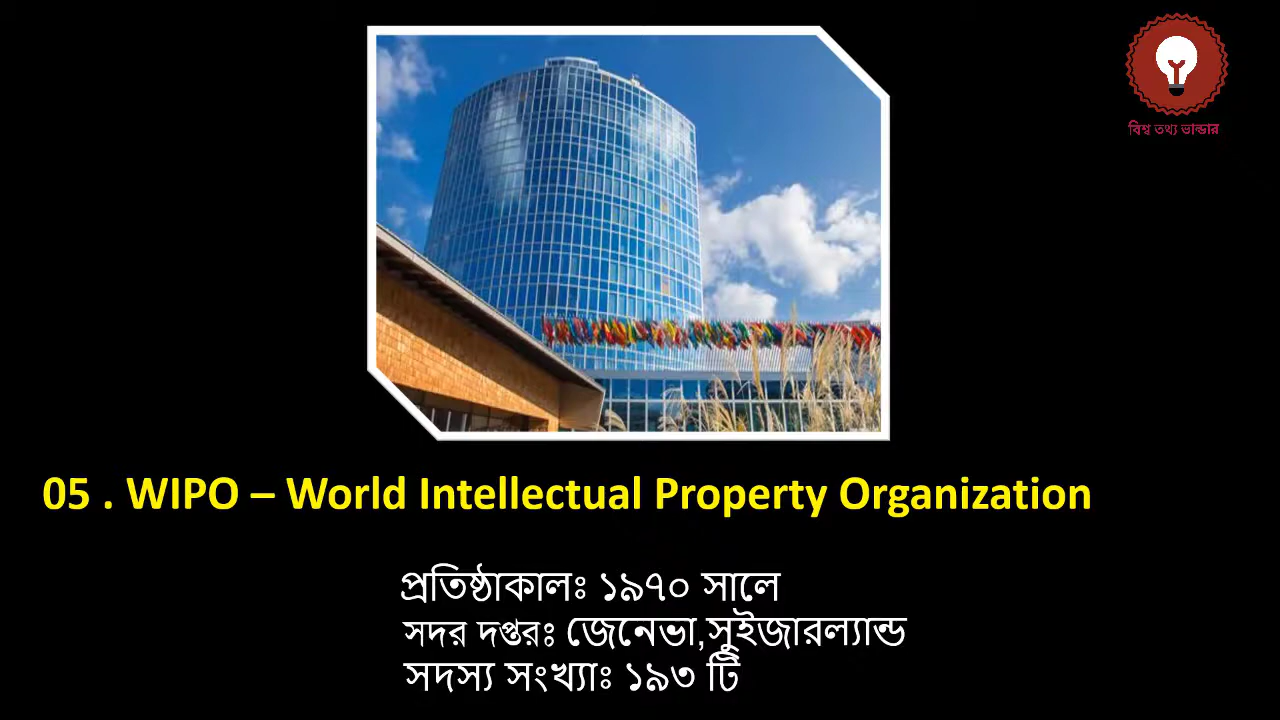 বিশ্ব তথ্য ভান্ডার
05 . WIPO – World Intellectual Property Organization
প্রতিষ্ঠাকালঃ ১৯৭০ সালে
সদর দপ্তরঃ জেনেভা,সুইজারল্যান্ড
সদস্য সংখ্যাঃ ১৯৩ টি